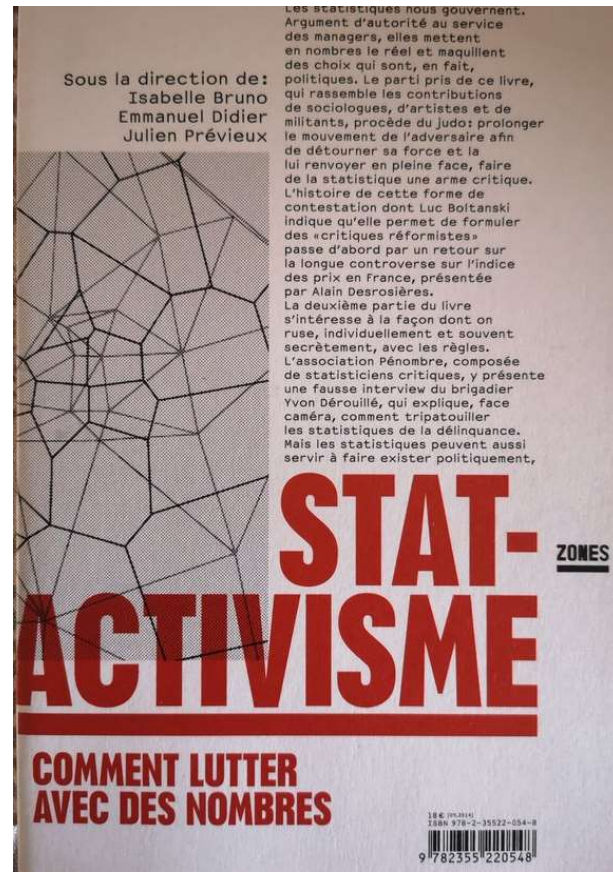 Les statistiques nous gouvernent.
Argument d'autorité au service
des managers, elles mettent
en nombres le réel et maquillent
des choix qui sont, en fait,
politiques. Le parti pris de ce livre,
qui rassemble les contributions
de sociologues, d'artistes et de
militants, procède du judo: prolonger
le mouvement de l'adversaire afin
de détourner sa force et la
lui renvoyer en pleine face, faire
de la statistique une arme critique.
L'histoire de cette forme de
contestation dont Luc Boltanski
indique qu'elle permet de formuler
des «critiques réformistes»
passe d'abord par un retour sur
la longue controverse sur l'indice
des prix en France, présentée
par Alain Desrosières.
La deuxième partie du livre
s'intéresse à la façon dont on
ruse, individuellement et souvent
secrètement, avec les règles.
L'association Pénombre, composée
de statisticiens critiques, y présente
une fausse interview du brigadier
Yvon Dérouillé, qui explique, face
caméra, comment tripatouiller
les statistiques de la délinquance.
Mais les statistiques peuvent aussi
servir à faire exister politiquement,
Sous la direction de:
Isabelle Bruno
Emmanuel Didier
Julien Prévieux
STAT-
ACTIVISME
ZONES
COMMENT LUTTER
AVEC DES NOMBRES
18 € [05.2014]
ISBN 978-2-35522-054-8
9 782355 220548